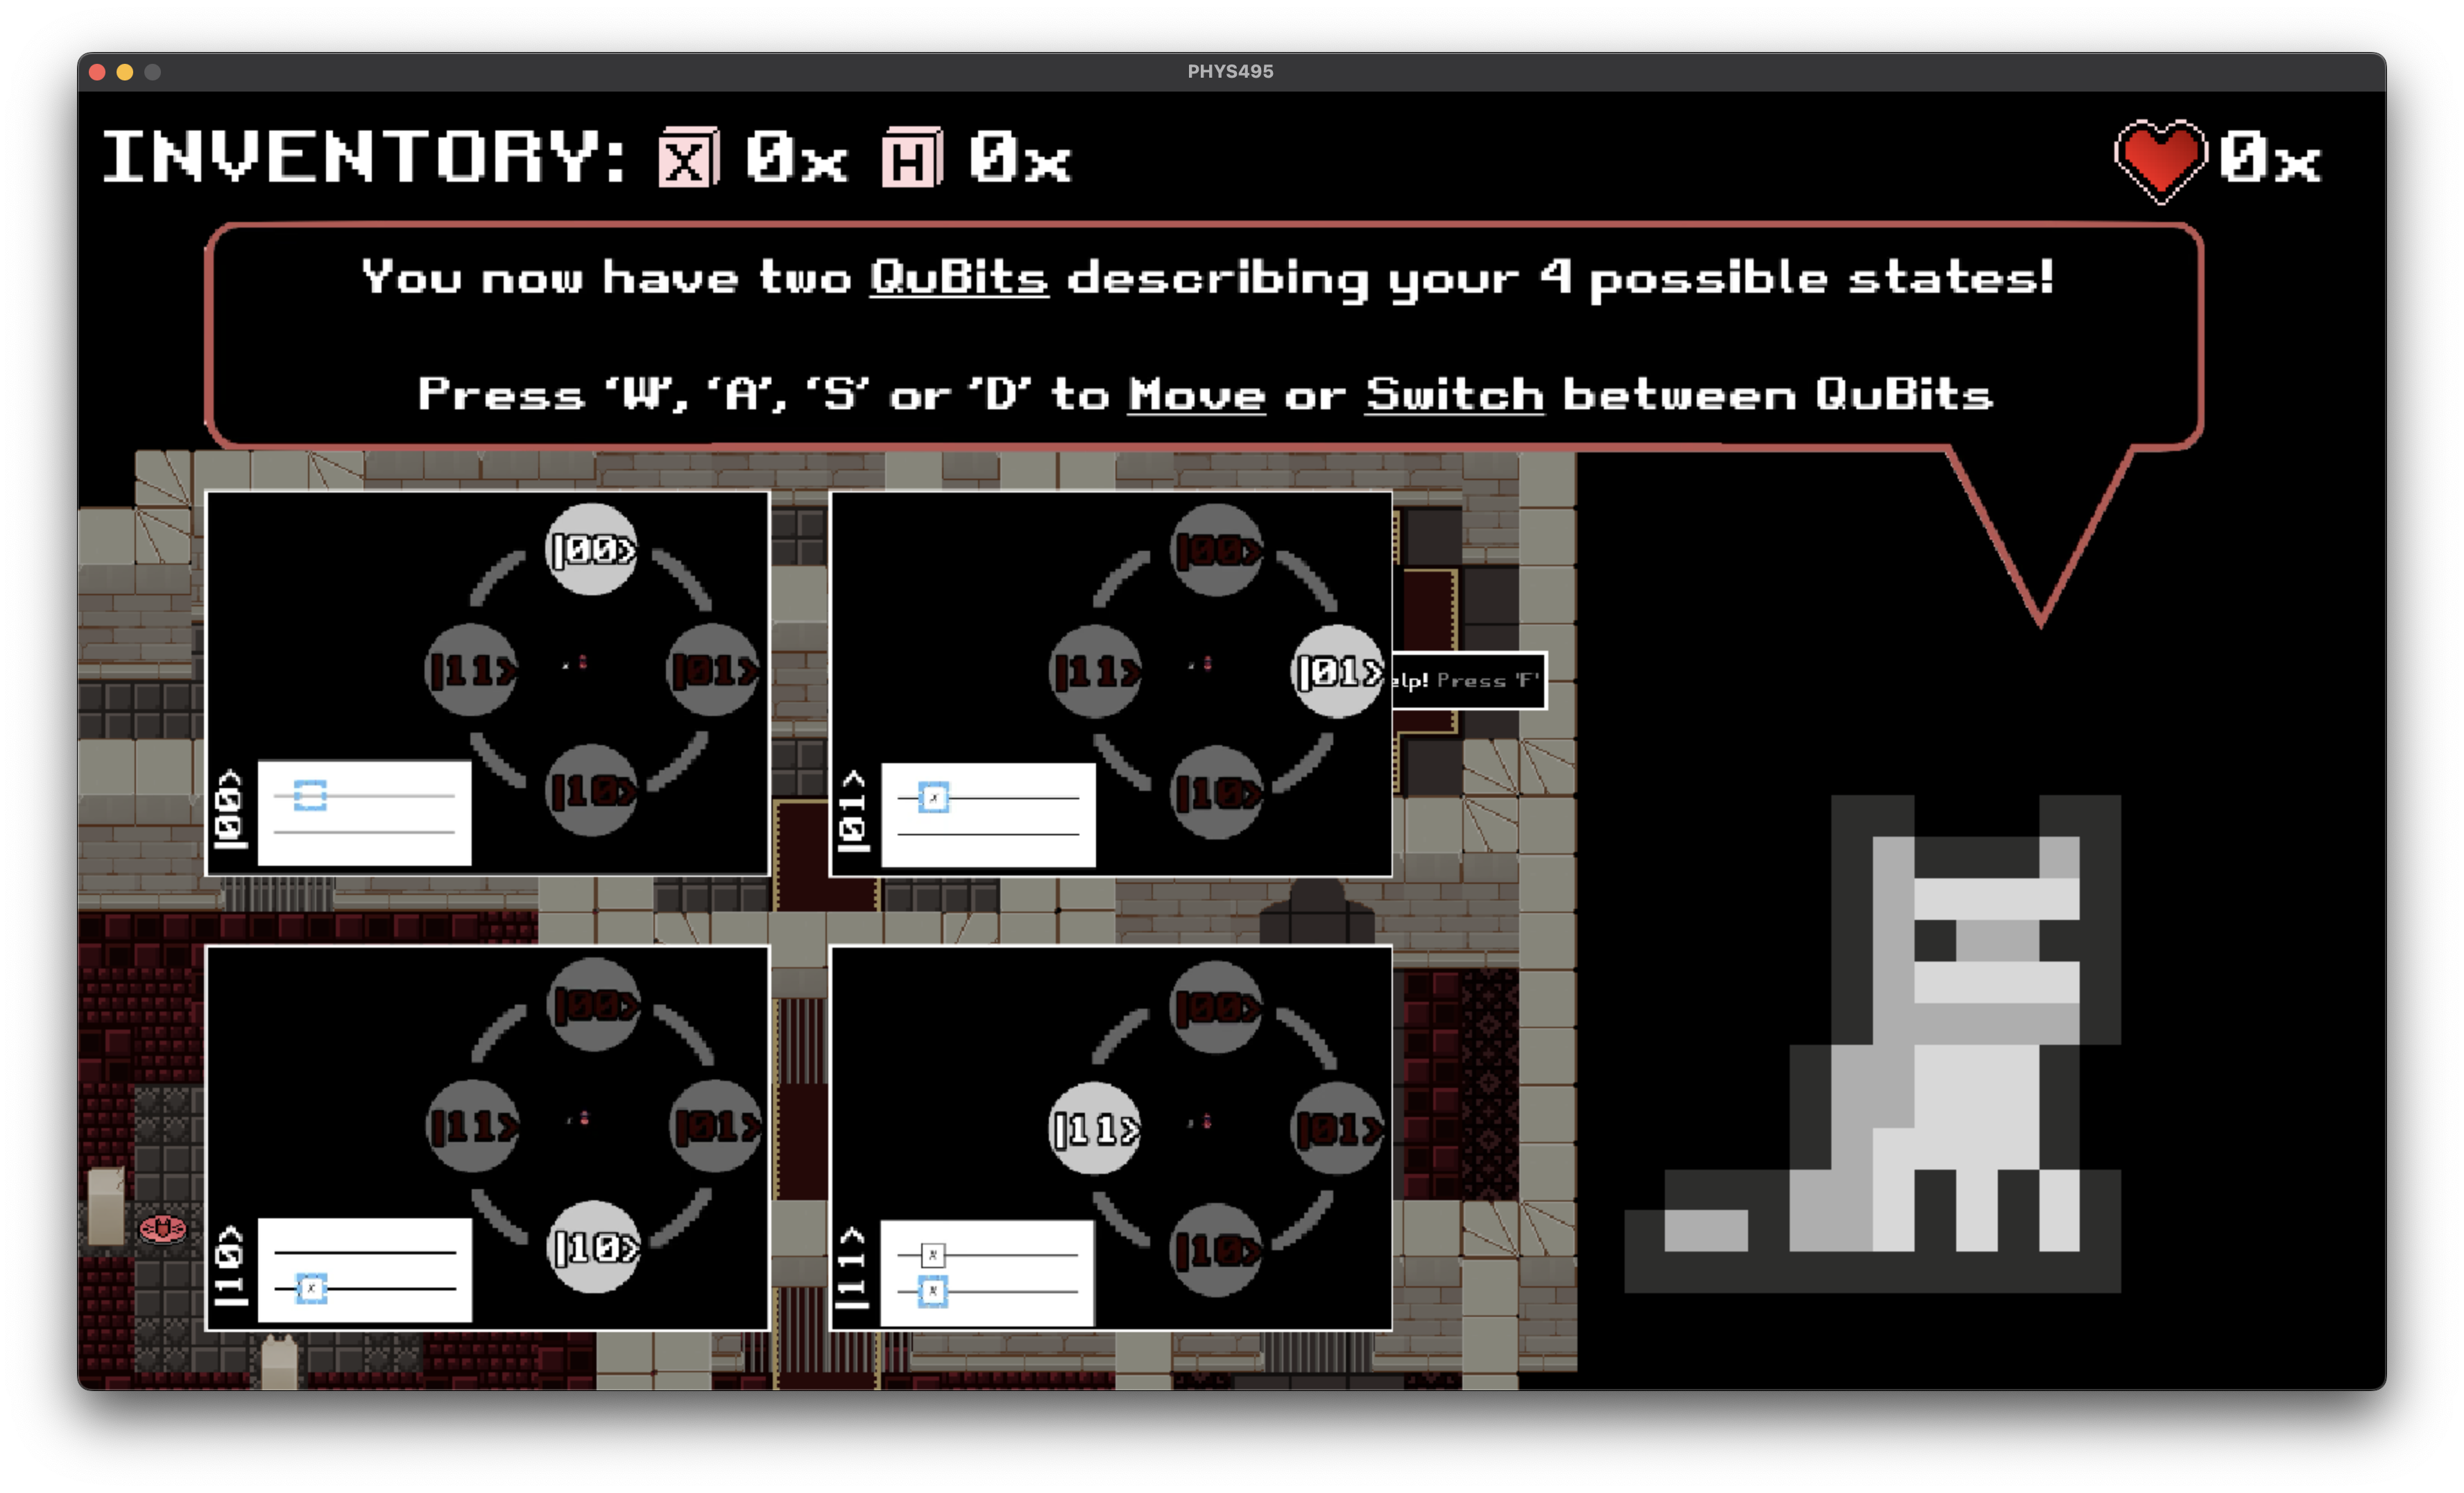 PHYS495
INVENTORY: X 0x H 0x 0x
You now have two QuBits describing your 4 possible states!
Press ‘W’, ‘A’, ‘S’ or ’D’ to Move or Switch between QuBits
|00>
|11> |01>
|10>
|00>
|00>
|11> |01>
|10>
|01>
X
elp! Press 'F'
|00>
|11> |01>
|10>
|10>
X
|00>
|11> |01>
|10>
|11>
X
X